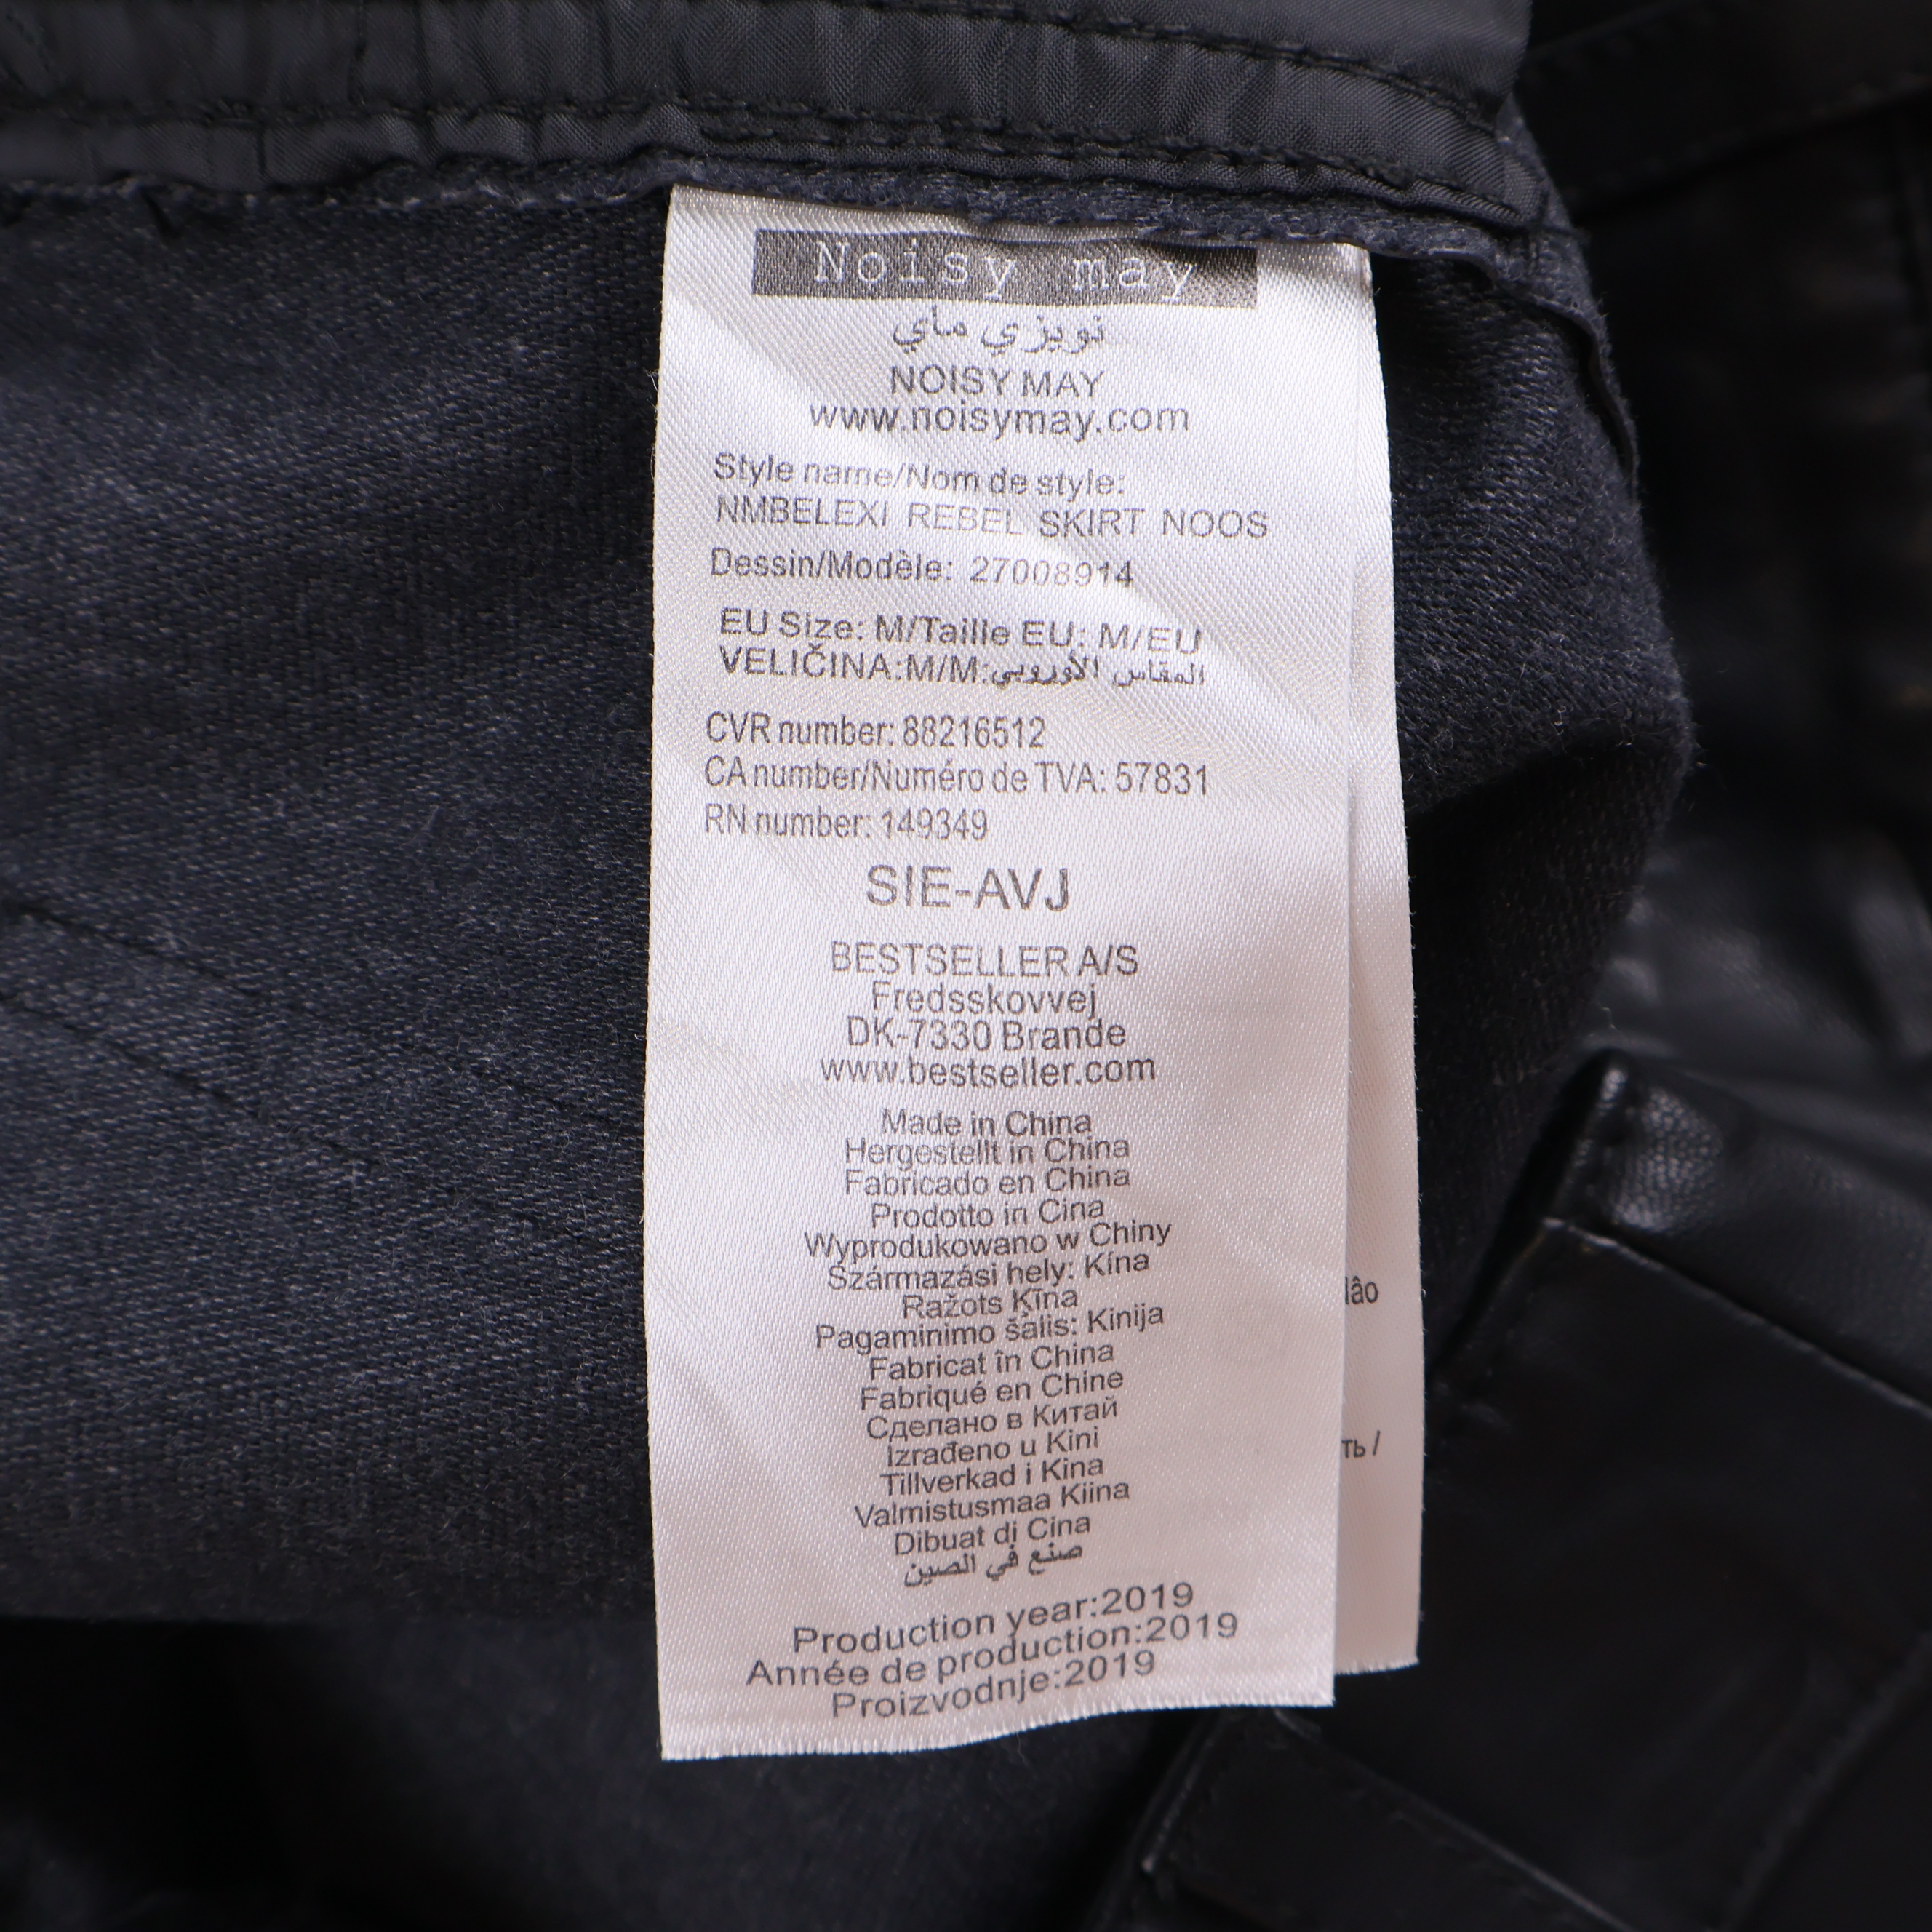 Noisy may
نويزي ماي
NOISY MAY
www.noisymay.com
Style name/Nom de style:
NMBELEXI REBEL SKIRT NOOS
Dessin/Modèle: 27008914
EU Size: M/Taille EU: M/EU
VELIČINA:M/M:المقاس الأوروبي
CVR number: 88216512
CA number/Numéro de TVA: 57831
RN number: 149349
SIE-AVJ
BESTSELLER A/S
Fredsskovvej
DK-7330 Brande
www.bestseller.com
Made in China
Hergestellt in China
Fabricado en China
Prodotto in Cina
Wyprodukowano w Chiny
Származási hely: Kína
Ražots Ķīna
Pagaminimo šalis: Kinija
Fabricat în China
Fabriqué en Chine
Сделано в Китай
Izrađeno u Kini
Tillverkad i Kina
Valmistusmaa Kiina
Dibuat di Cina
صنع في الصين
Production year:2019
Année de production:2019
Proizvodnje:2019
lâo
ть /